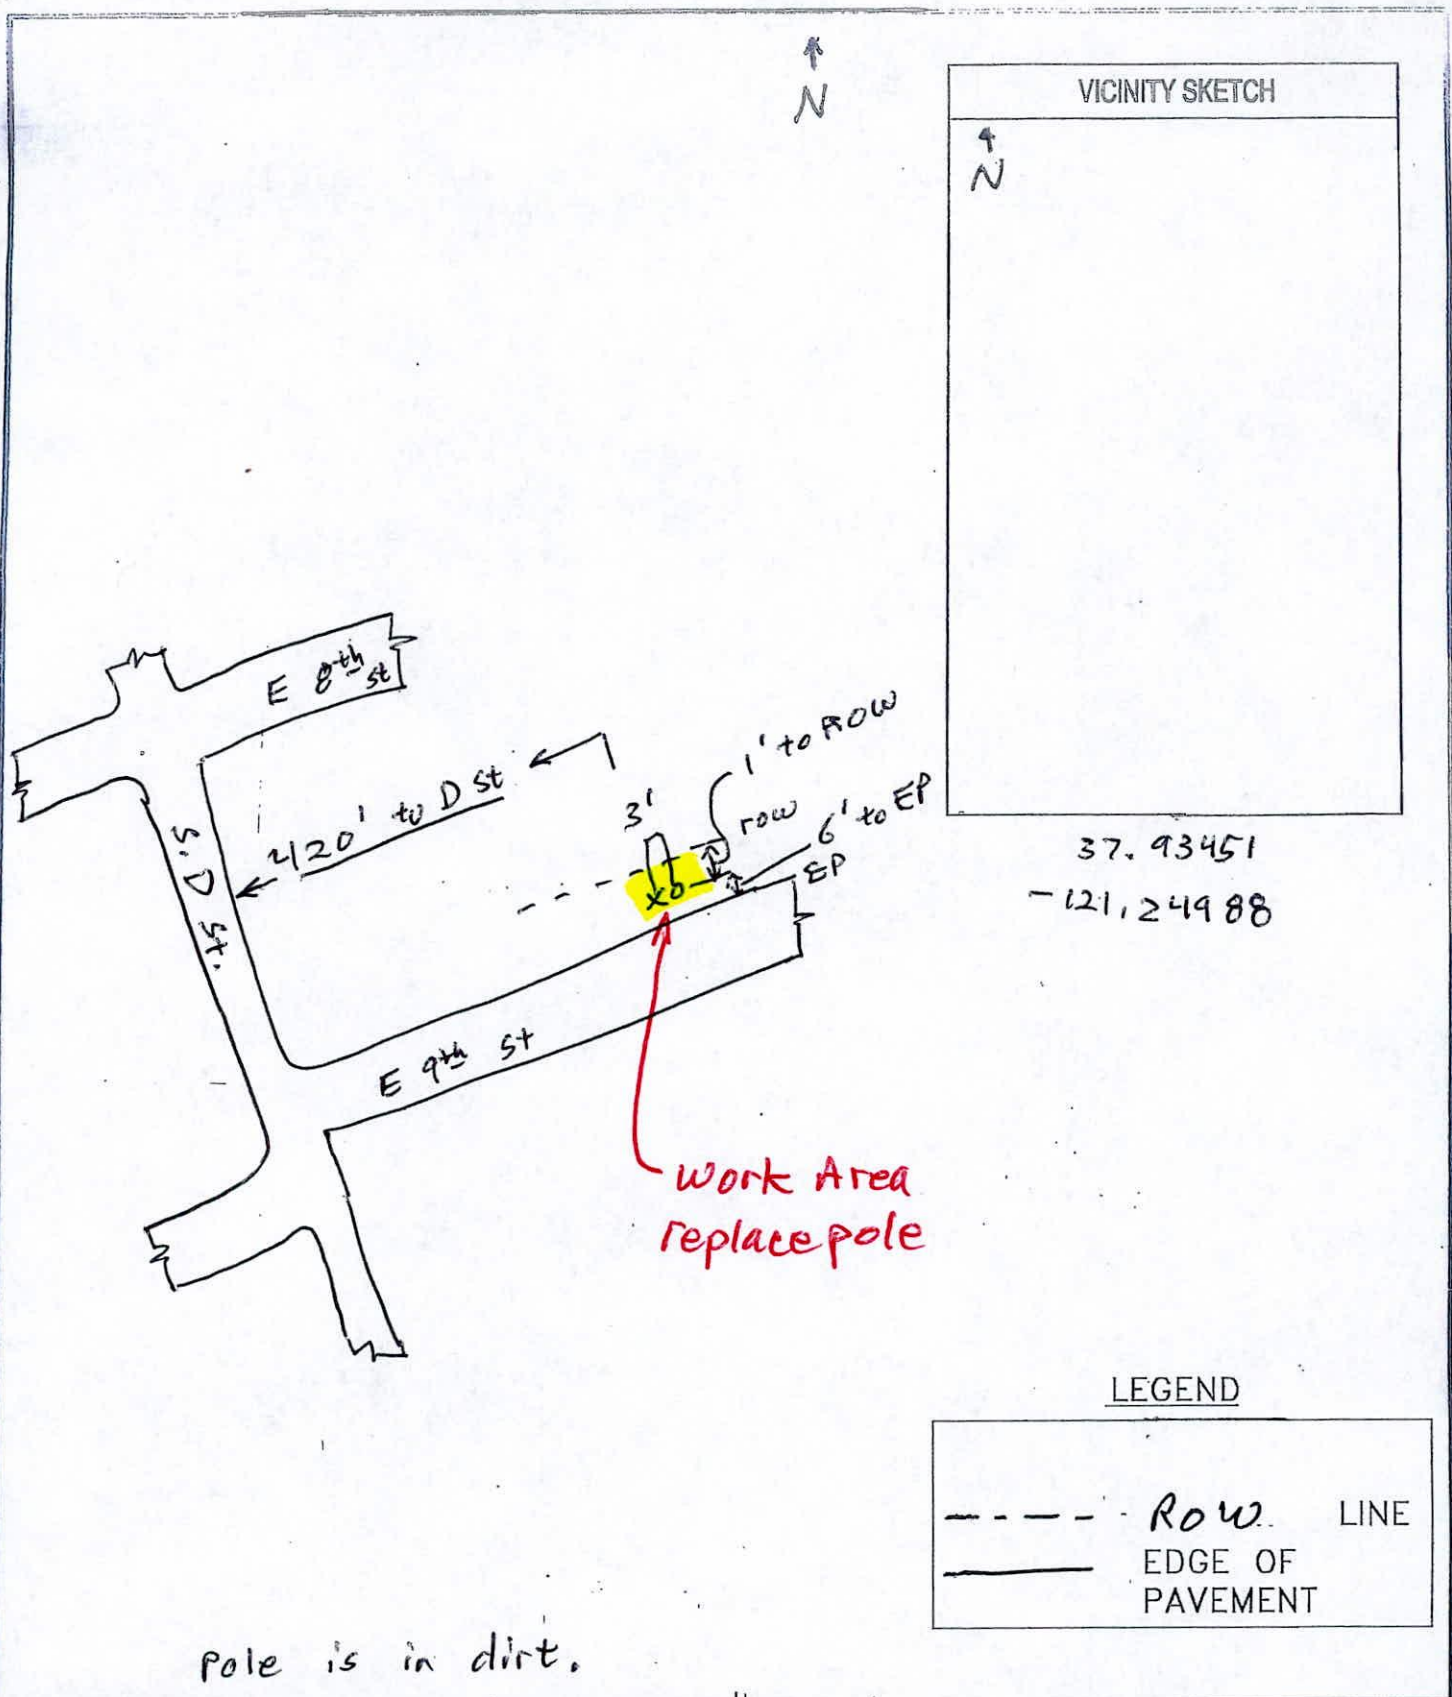 N
VICINITY SKETCH
N
E 8th St
1' to ROW
420' to D St
3'
row
6' to EP
EP
S. D St.
xo
37.93451
-121.24988
E 9th St
Work Area
replace pole
LEGEND
ROW LINE
EDGE OF
PAVEMENT
Pole is in dirt.